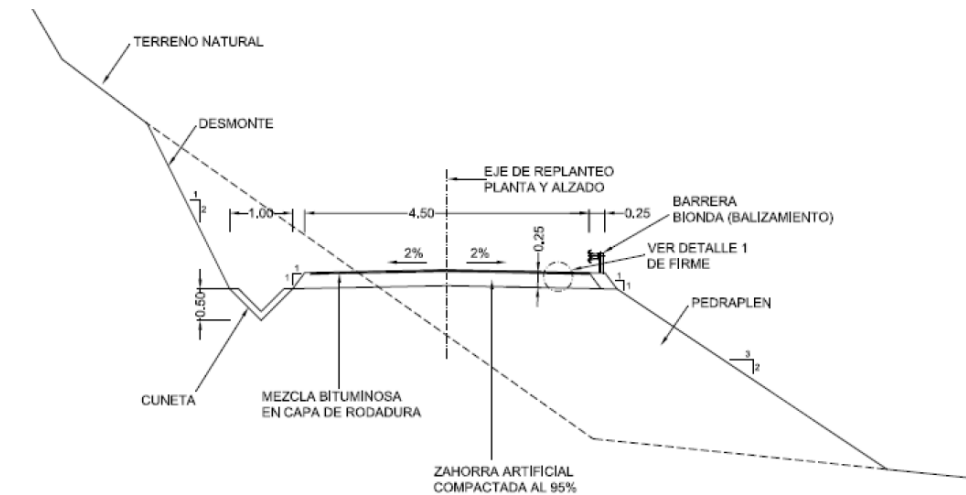 TERRENO NATURAL
DESMONTE
EJE DE REPLANTEO
PLANTA Y ALZADO
BARRERA
BIONDA (BALIZAMIENTO)
1
2
1.00
4.50
0.25
0.25
VER DETALLE 1
DE FIRME
2%
2%
1
1
1
1
0.50
PEDRAPLEN
3
2
CUNETA
MEZCLA BITUMINOSA
EN CAPA DE RODADURA
ZAHORRA ARTIFICIAL
COMPACTADA AL 95%